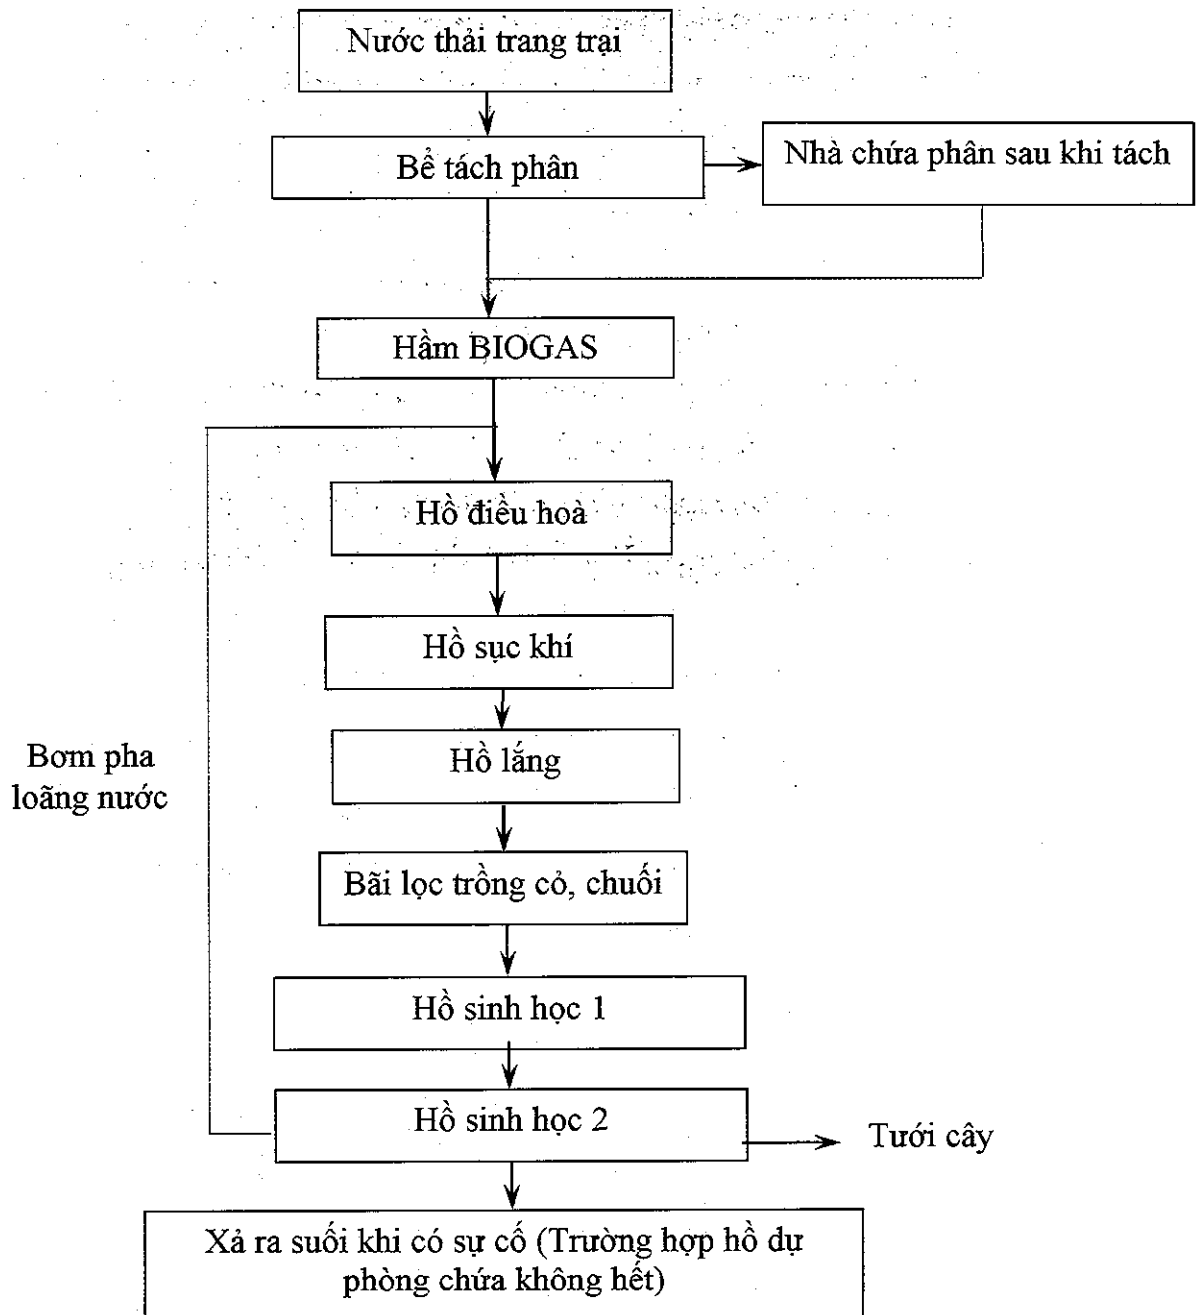 Nước thải trang trại
Bể tách phân
Nhà chứa phân sau khi tách
Hầm BIOGAS
Hồ điều hoà
Hồ sục khí
Hồ lắng
Bơm pha
loãng nước
Bãi lọc trồng cỏ, chuối
Hồ sinh học 1
Hồ sinh học 2
Tưới cây
Xả ra suối khi có sự cố (Trường hợp hồ dự
phòng chứa không hết)